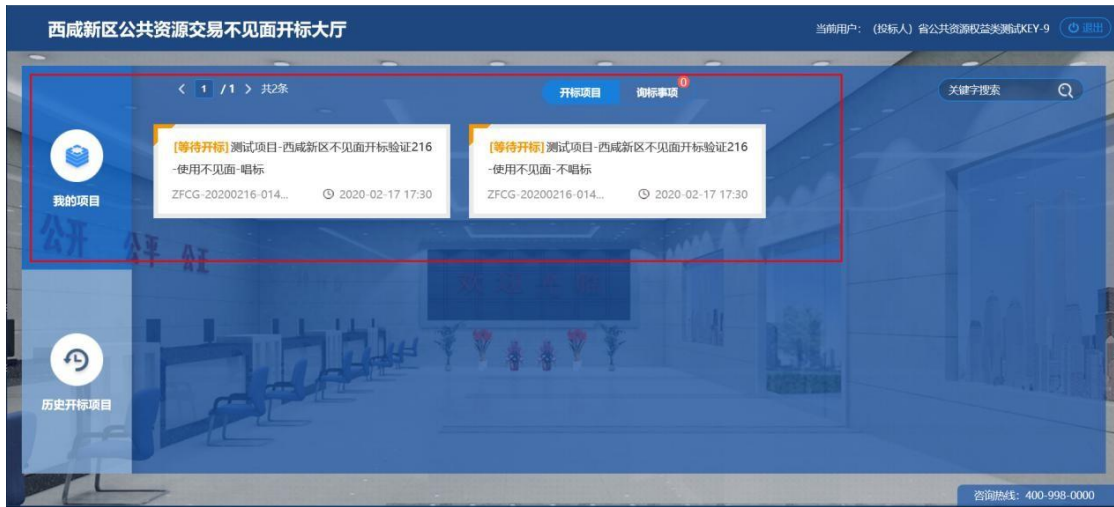 西咸新区公共资源交易不见面开标大厅
当前用户: (投标人) 省公共资源权益类测试KEY-9
退出
1 /1 共2条
开标项目
询标事项
0
关键字搜索
[等待开标]测试项目-西咸新区不见面开标验证216
-使用不见面-唱标
ZFCG-20200216-014...
2020-02-17 17:30
[等待开标]测试项目-西咸新区不见面开标验证216
-使用不见面-不唱标
ZFCG-20200216-014...
2020-02-17 17:30
我的项目
公开 公平 公正
历史开标项目
咨询热线: 400-998-0000